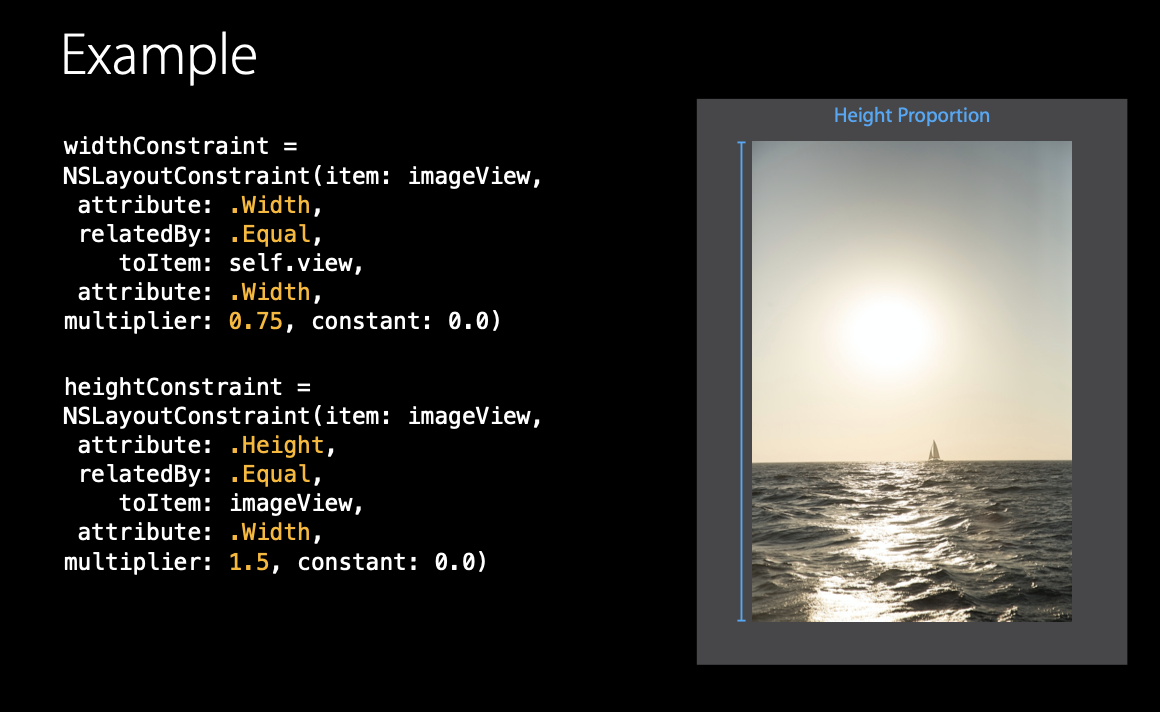 Example
widthConstraint =
NSLayoutConstraint(item: imageView,
attribute: .Width,
relatedBy: .Equal,
toItem: self.view,
attribute: .Width,
multiplier: 0.75, constant: 0.0)
heightConstraint =
NSLayoutConstraint(item: imageView,
attribute: .Height,
relatedBy: .Equal,
toItem: imageView,
attribute: .Width,
multiplier: 1.5, constant: 0.0)
Height Proportion